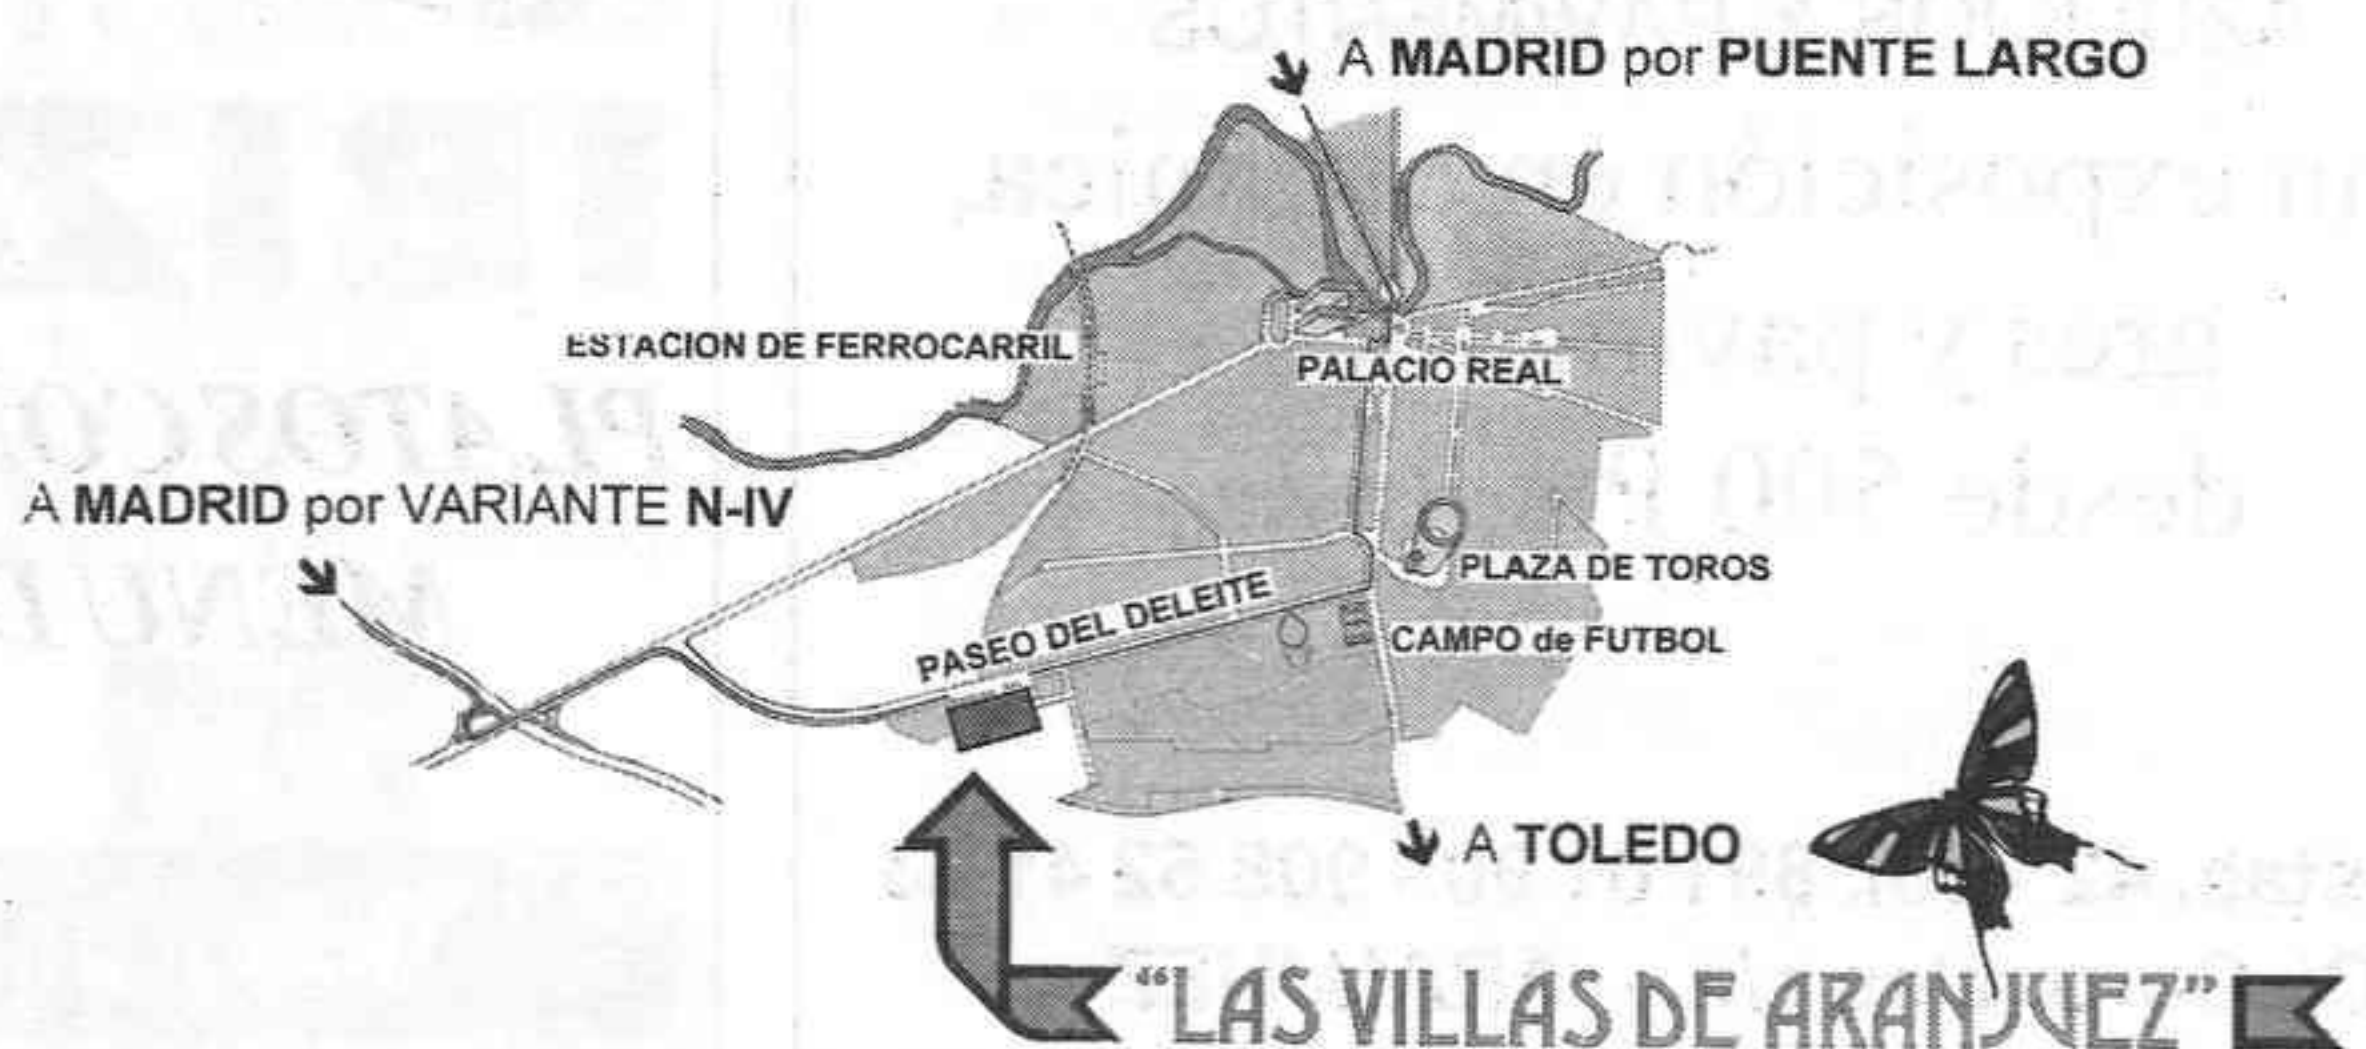 A MADRID por PUENTE LARGO
ESTACION DE FERROCARRIL
PALACIO REAL
A MADRID por VARIANTE N-IV
PLAZA DE TOROS
PASEO DEL DELEITE
CAMPO de FUTBOL
A TOLEDO
"LAS VILLAS DE ARANJUEZ"